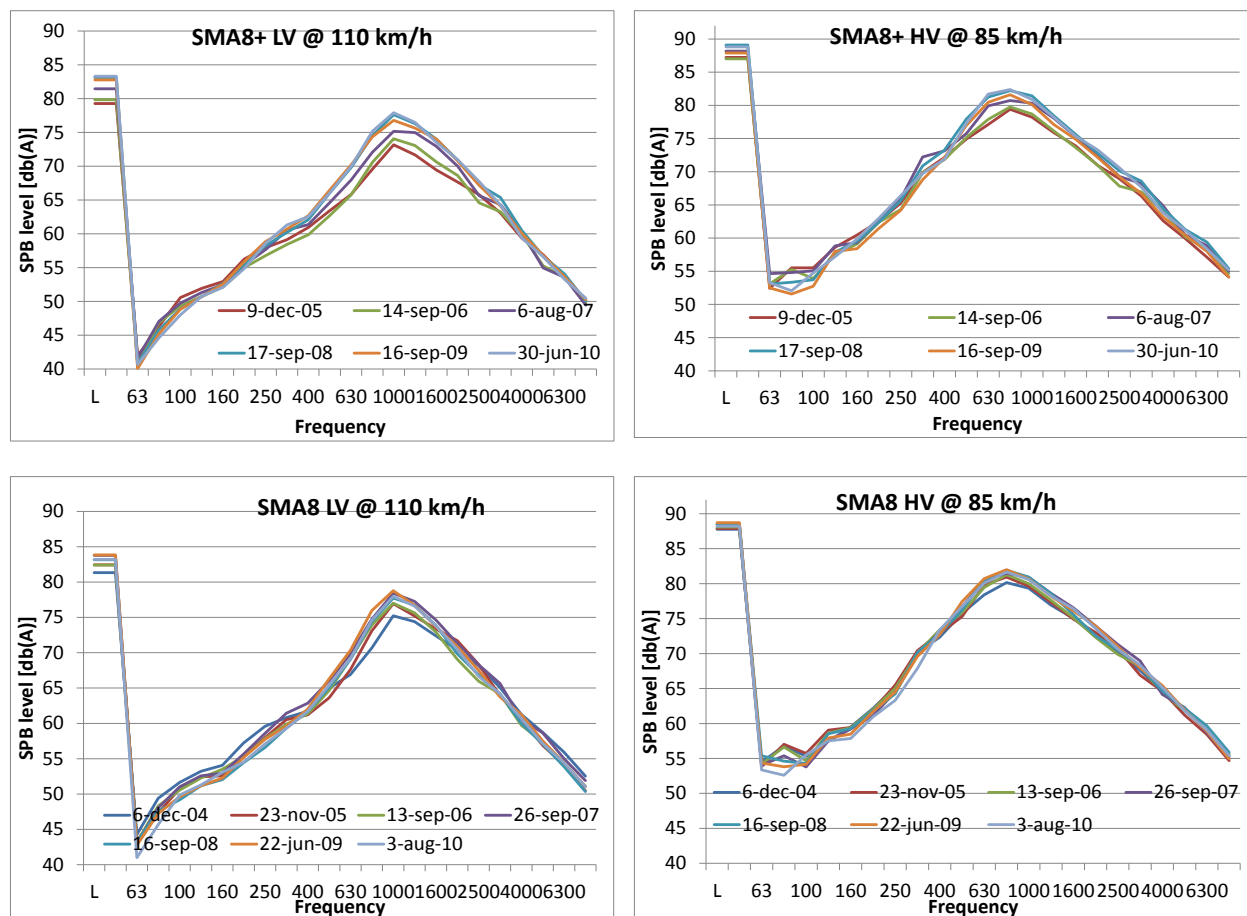 SMA8+ LV @ 110 km/h
SPB level [db(A)]
90
85
80
75
70
65
60
55
50
45
40
9-dec-05 14-sep-06 6-aug-07
17-sep-08 16-sep-09 30-jun-10
L 63 100 160 250 400 630 1000 1600 2500 4000 6300
Frequency
SMA8+ HV @ 85 km/h
SPB level [db(A)]
90
85
80
75
70
65
60
55
50
45
40
9-dec-05 14-sep-06 6-aug-07
17-sep-08 16-sep-09 30-jun-10
L 63 100 160 250 400 630 1000 1600 2500 4000 6300
Frequency
SMA8 LV @ 110 km/h
SPB level [db(A)]
90
85
80
75
70
65
60
55
50
45
40
6-dec-04 23-nov-05 13-sep-06 26-sep-07
16-sep-08 22-jun-09 3-aug-10
L 63 100 160 250 400 630 1000 1600 2500 4000 6300
Frequency
SMA8 HV @ 85 km/h
SPB level [db(A)]
90
85
80
75
70
65
60
55
50
45
40
6-dec-04 23-nov-05 13-sep-06 26-sep-07
16-sep-08 22-jun-09 3-aug-10
L 63 100 160 250 400 630 1000 1600 2500 4000 6300
Frequency